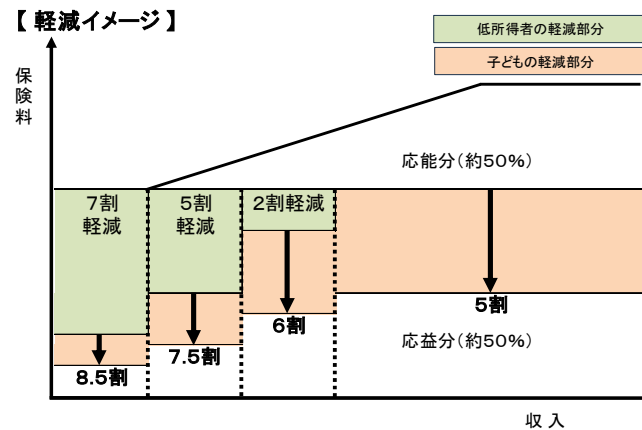 【 軽減イメージ 】
低所得者の軽減部分
子どもの軽減部分
保険料
応能分(約50%)
7割
軽減
5割
軽減
2割軽減
8.5割
7.5割
6割
5割
応益分(約50%)
収 入